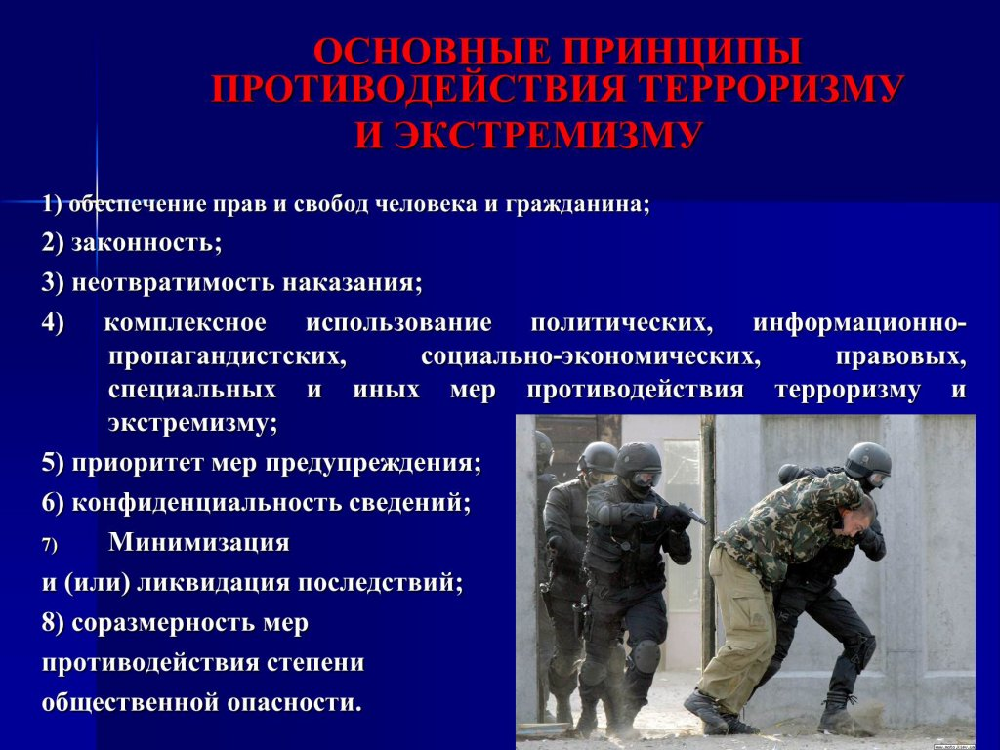 ОСНОВНЫЕ ПРИНЦИПЫ
ПРОТИВОДЕЙСТВИЯ ТЕРРОРИЗМУ
И ЭКСТРЕМИЗМУ
1) обеспечение прав и свобод человека и гражданина;
2) законность;
3) неотвратимость наказания;
4) комплексное использование политических, информационно-
пропагандистских, социально-экономических, правовых,
специальных и иных мер противодействия терроризму и
экстремизму;
5) приоритет мер предупреждения;
6) конфиденциальность сведений;
7) Минимизация
и (или) ликвидация последствий;
8) соразмерность мер
противодействия степени
общественной опасности.